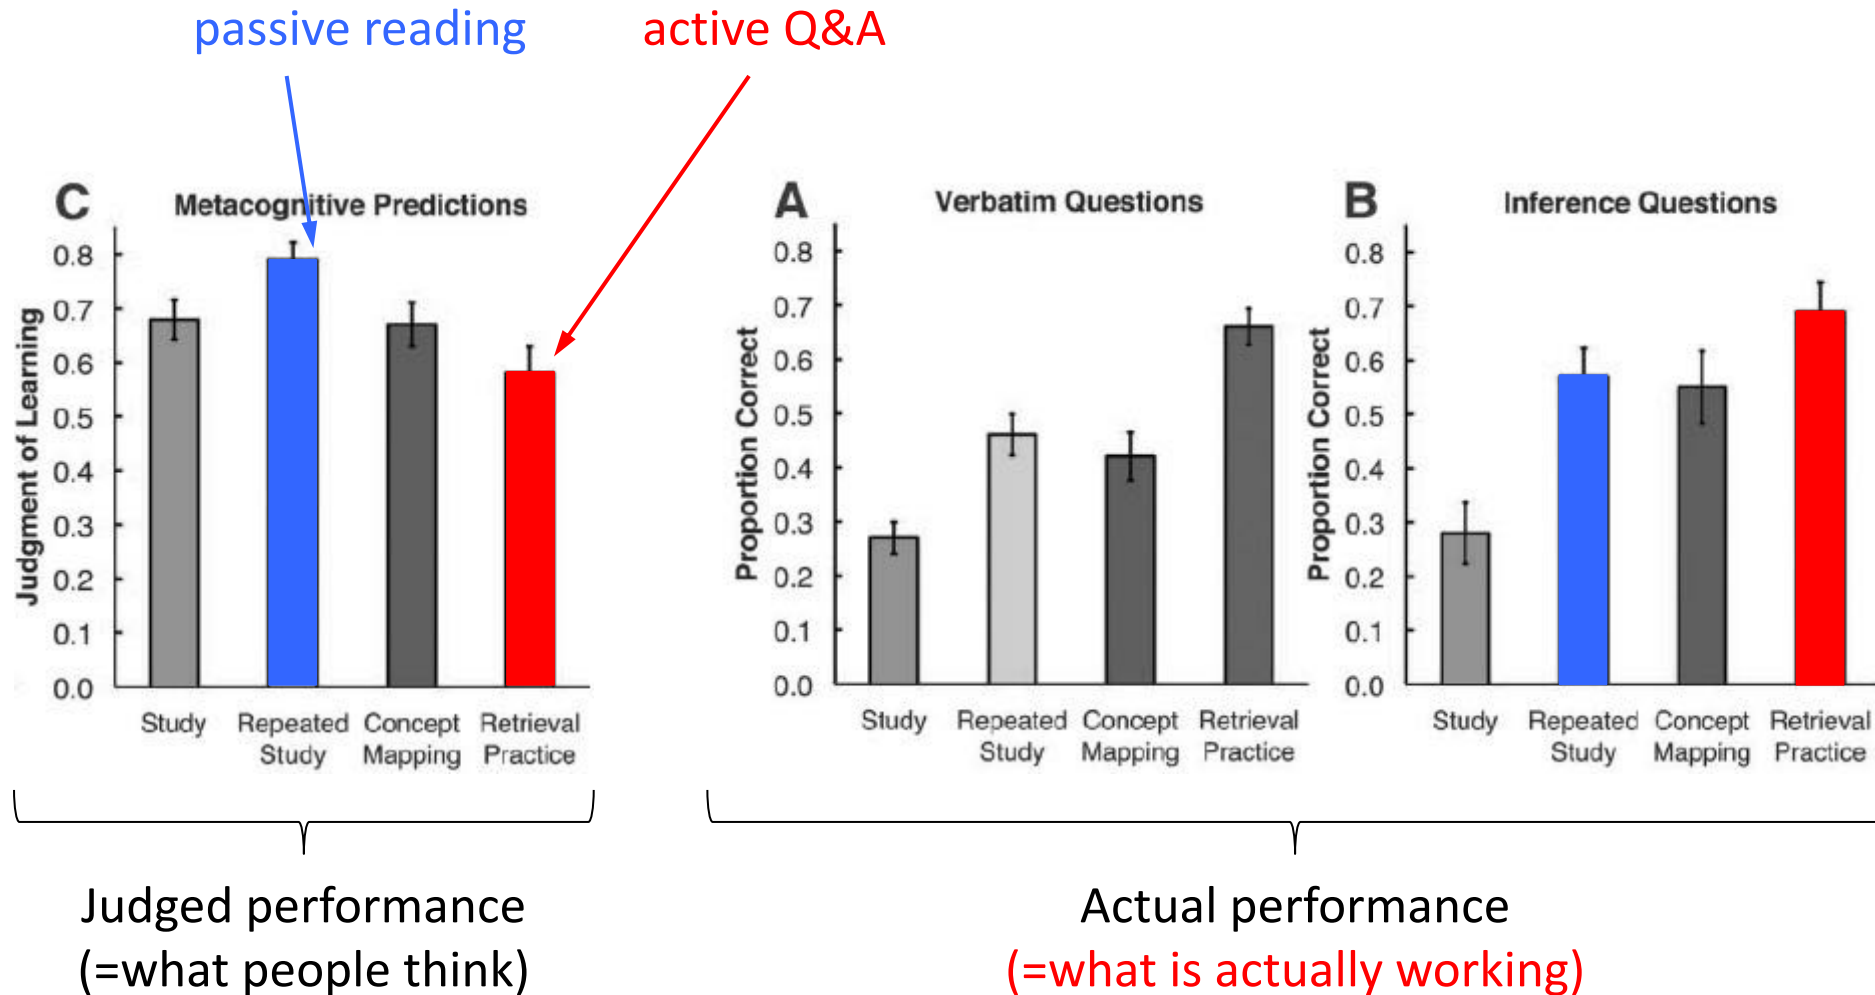 passive reading
active Q&A
C
Metacognitive Predictions
Judgment of Learning
0.8
0.7
0.6
0.5
0.4
0.3
0.2
0.1
0.0
Study
Repeated Study
Concept Mapping
Retrieval Practice
A
Verbatim Questions
Proportion Correct
0.8
0.7
0.6
0.5
0.4
0.3
0.2
0.1
0.0
Study
Repeated Study
Concept Mapping
Retrieval Practice
B
Inference Questions
Proportion Correct
0.8
0.7
0.6
0.5
0.4
0.3
0.2
0.1
0.0
Study
Repeated Study
Concept Mapping
Retrieval Practice
Judged performance
(=what people think)
Actual performance
(=what is actually working)